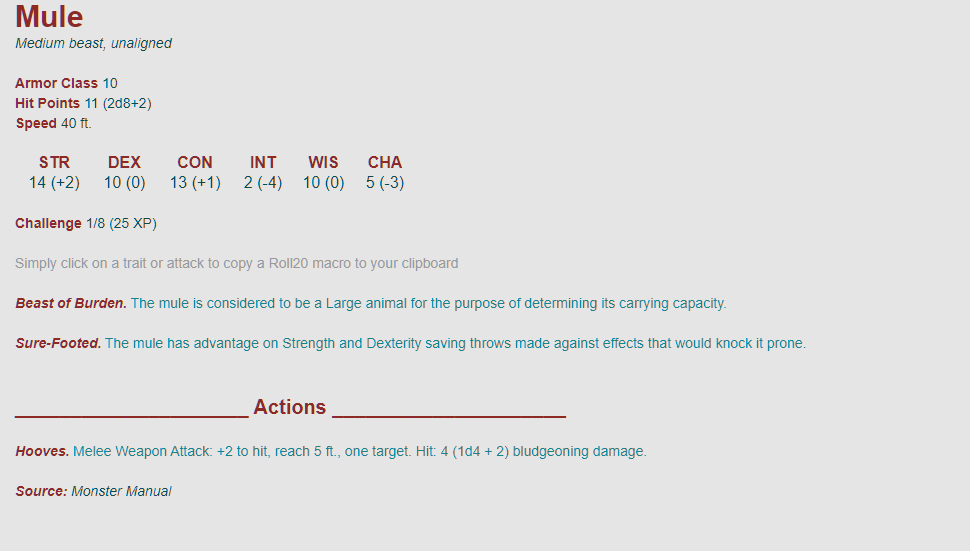 Mule
Medium beast, unaligned
Armor Class 10
Hit Points 11 (2d8+2)
Speed 40 ft.
STR DEX CON INT WIS CHA
14 (+2) 10 (0) 13 (+1) 2 (-4) 10 (0) 5 (-3)
Challenge 1/8 (25 XP)
Simply click on a trait or attack to copy a Roll20 macro to your clipboard
Beast of Burden. The mule is considered to be a Large animal for the purpose of determining its carrying capacity.
Sure-Footed. The mule has advantage on Strength and Dexterity saving throws made against effects that would knock it prone.
_____________________ Actions _____________________
Hooves. Melee Weapon Attack: +2 to hit, reach 5 ft., one target. Hit: 4 (1d4 + 2) bludgeoning damage.
Source: Monster Manual